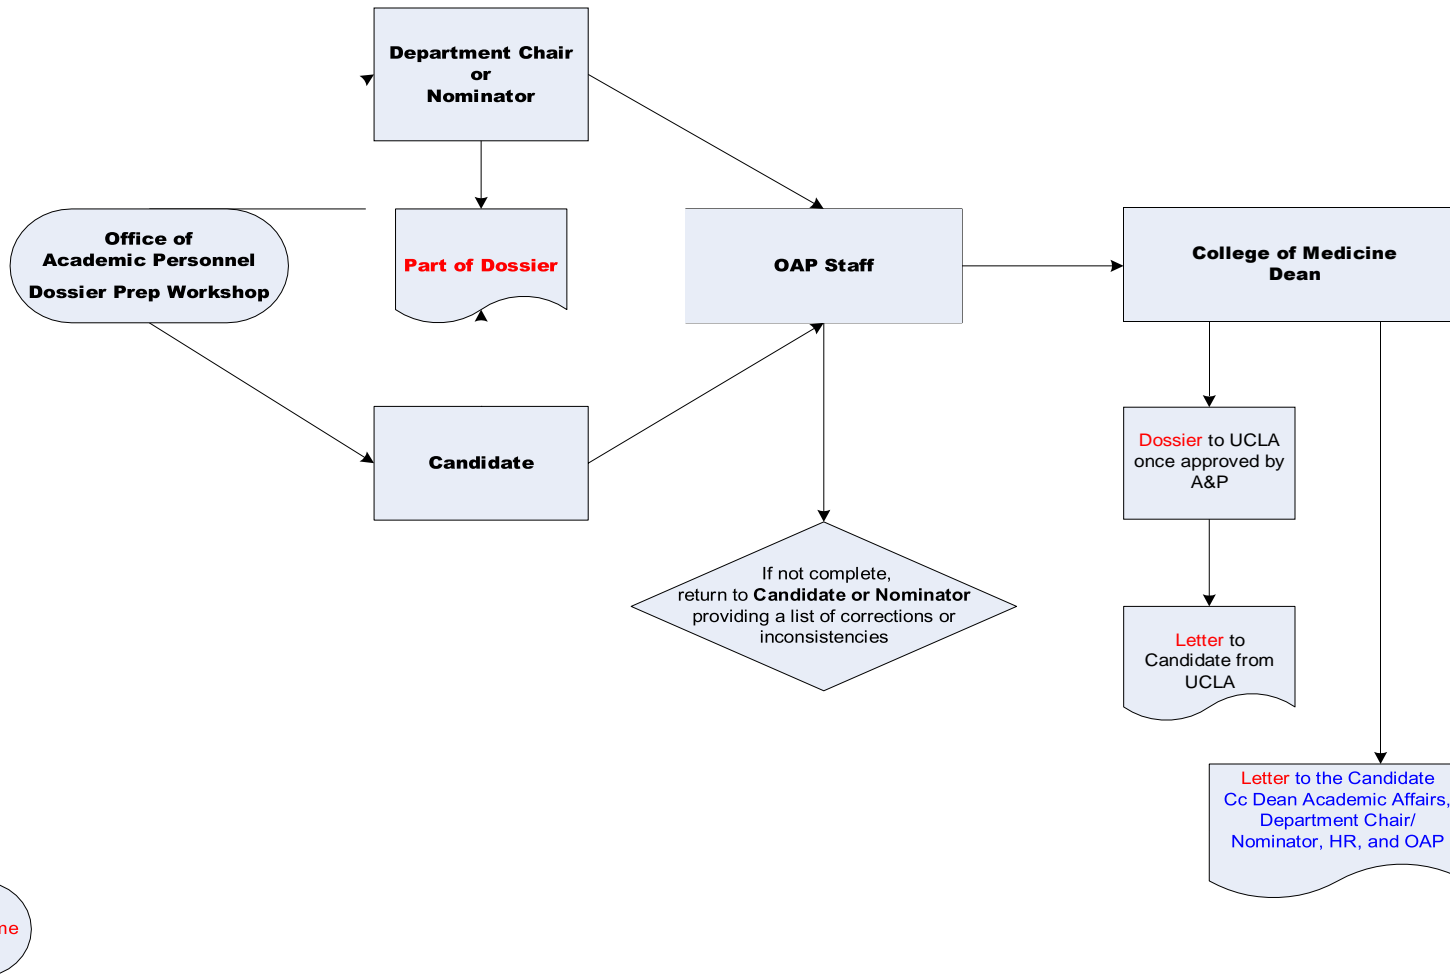 Department Chair
or
Nominator
Office of
Academic Personnel
Dossier Prep Workshop
Part of Dossier
OAP Staff
College of Medicine
Dean
Candidate
Dossier to UCLA
once approved by
A&P
If not complete,
return to Candidate or Nominator
providing a list of corrections or
inconsistencies
Letter to
Candidate from
UCLA
Letter to the Candidate
Cc Dean Academic Affairs,
Department Chair/
Nominator, HR, and OAP